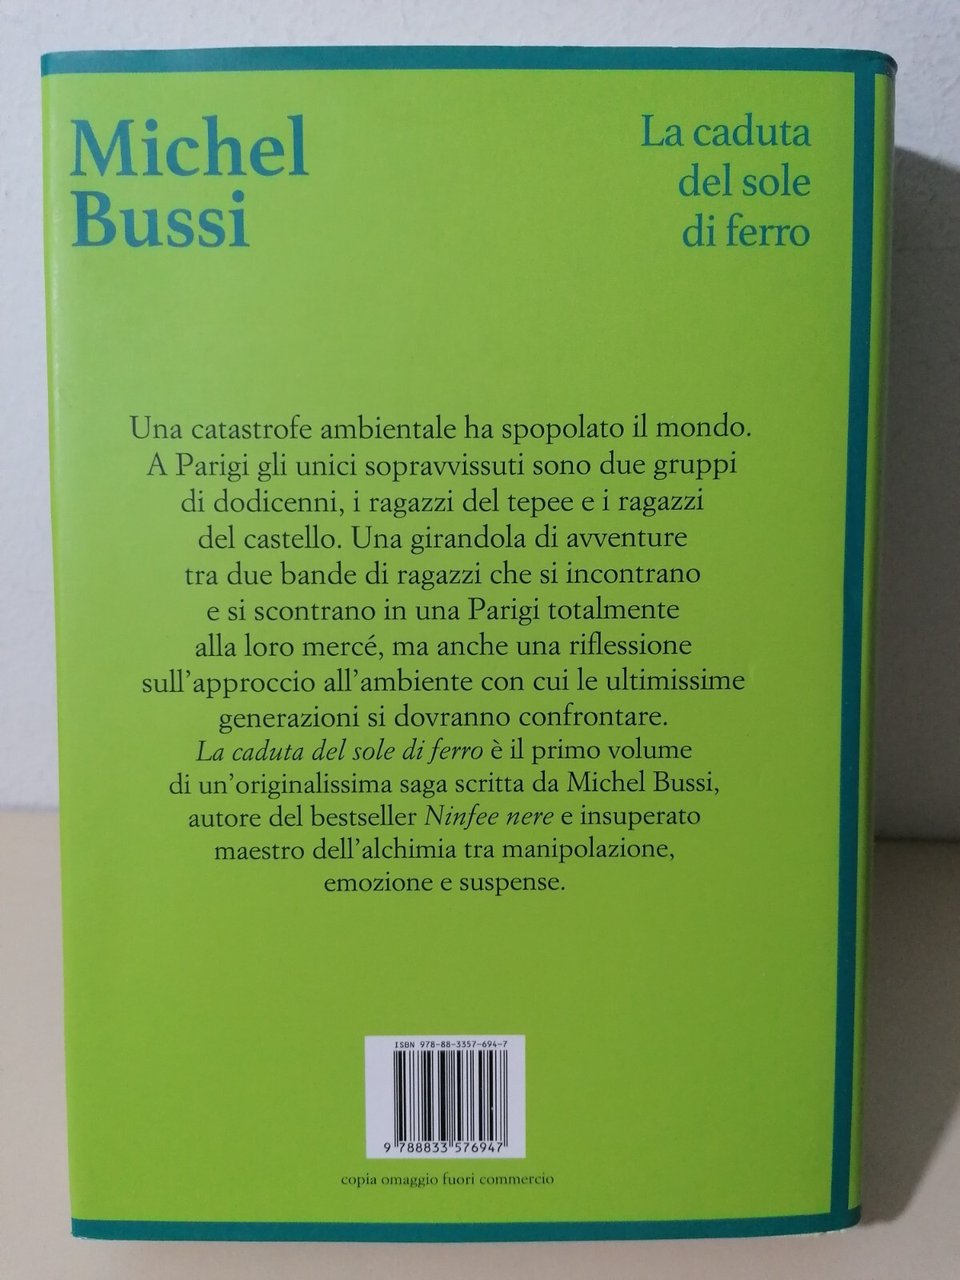 Michel
Bussi
La caduta
del sole
di ferro
Una catastrofe ambientale ha spopolato il mondo.
A Parigi gli unici sopravvissuti sono due gruppi
di dodicenni, i ragazzi del tepee e i ragazzi
del castello. Una girandola di avventure
tra due bande di ragazzi che si incontrano
e si scontrano in una Parigi totalmente
alla loro mercé, ma anche una riflessione
sull'approccio all'ambiente con cui le ultimissime
generazioni si dovranno confrontare.
La caduta del sole di ferro è il primo volume
di un'originalissima saga scritta da Michel Bussi,
autore del bestseller Ninfee nere e insuperato
maestro dell'alchimia tra manipolazione,
emozione e suspense.
ISBN 978-88-3357-694-7
9 788833 576947
copia omaggio fuori commercio